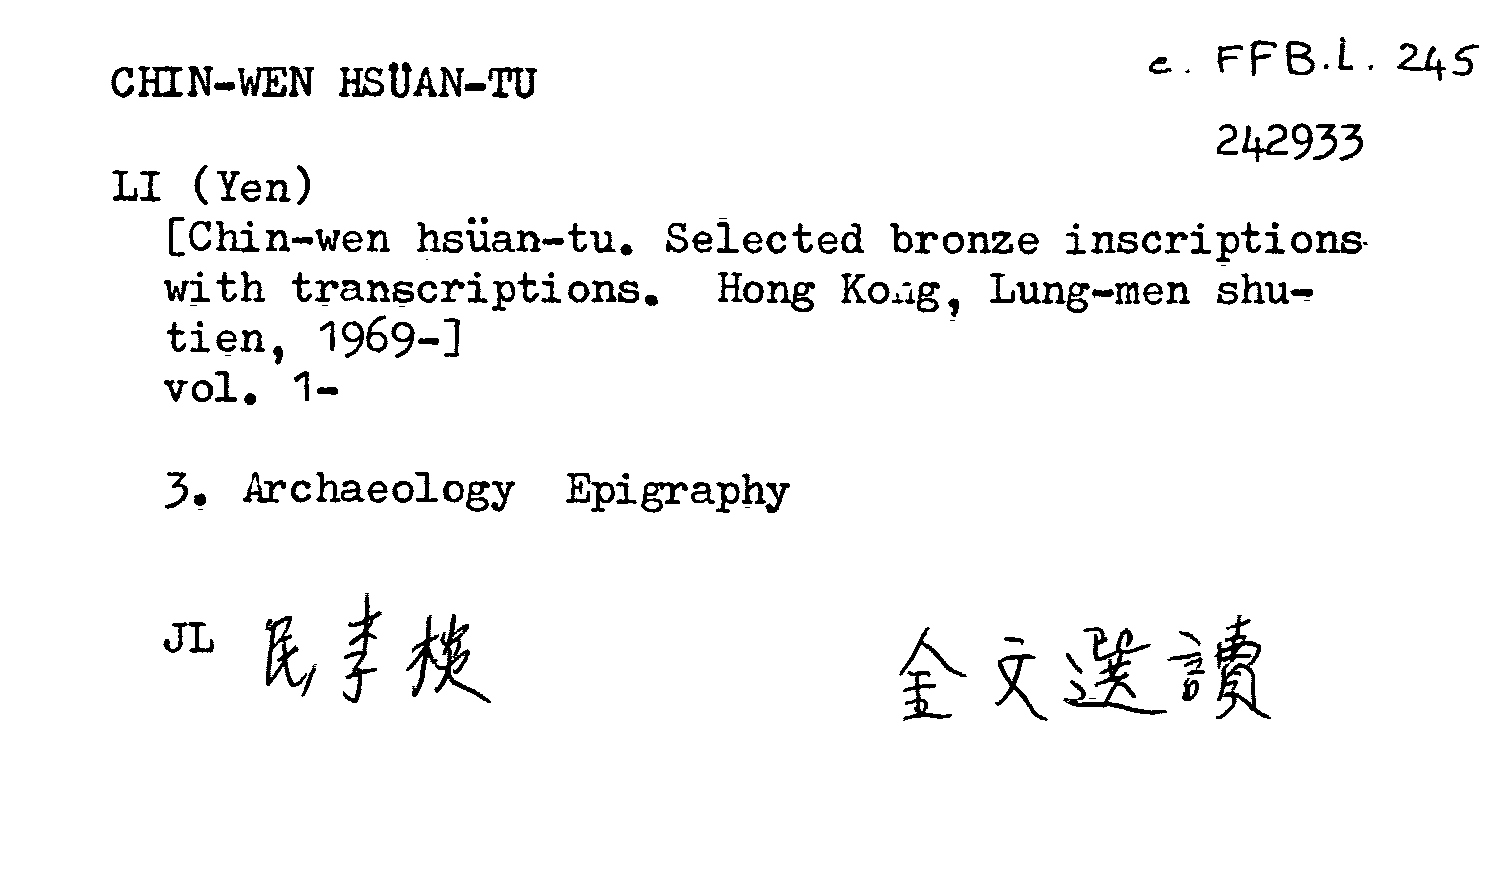 CHIN-WEN HSÜAN-TU
c. FFB.L. 245
242933
LI (Yen)
[Chin-wen hsüan-tu. Selected bronze inscriptions
with transcriptions. Hong Kong, Lung-men shu-
tien, 1969-]
vol. 1-
3. Archaeology Epigraphy
JL 民李棪
金文選讀